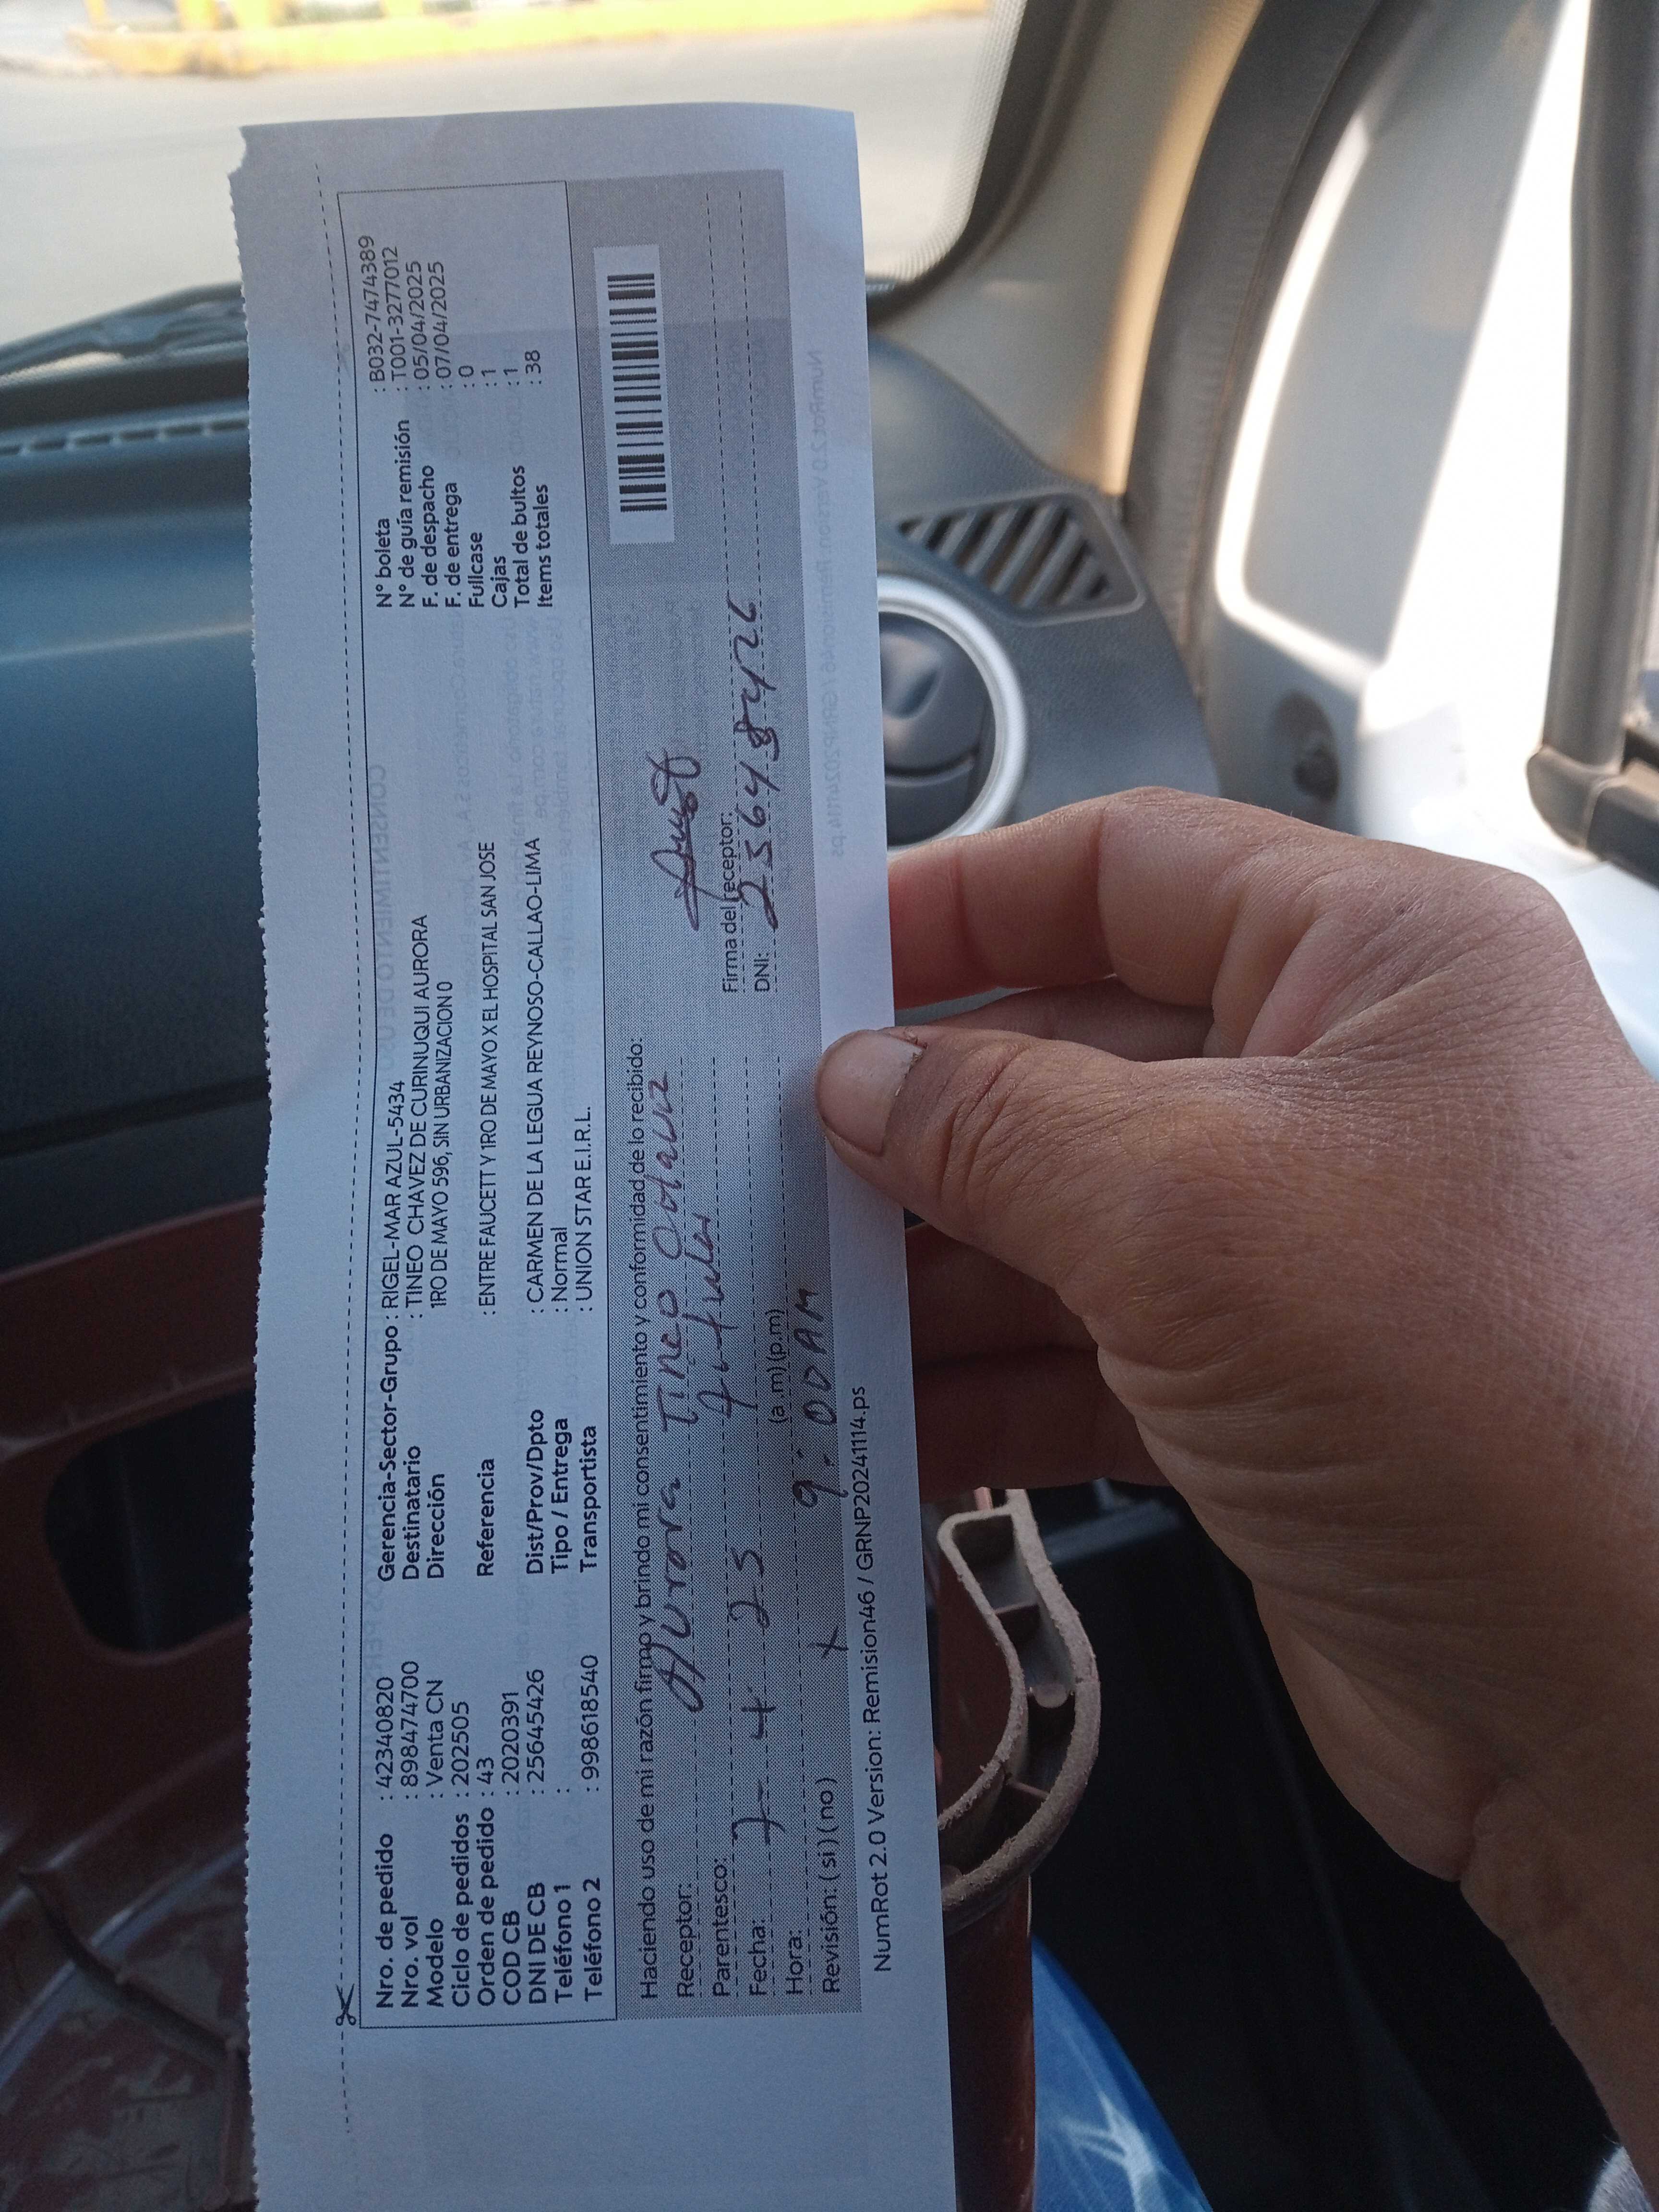 Nro. de pedido : 42340820 Gerencia-Sector-Grupo : RIGEL-MAR AZUL-5434 N° boleta : B032-7474389
Nro. vol : 898474700 Destinatario : TINEO CHAVEZ DE CURINUQUI AURORA N° de guía remisión : T001-3277012
Modelo : Venta CN Dirección 1RO DE MAYO 596, SIN URBANIZACION 0 F. de despacho : 05/04/2025
Ciclo de pedidos : 202505 F. de entrega : 07/04/2025
Orden de pedido : 43 Referencia : ENTRE FAUCETT Y 1RO DE MAYO X EL HOSPITAL SAN JOSE Fullcase : 0
COD CB : 2020391 Cajas : 1
DNI DE CB : 25645426 Dist/Prov/Dpto : CARMEN DE LA LEGUA REYNOSO-CALLAO-LIMA Total de bultos : 1
Teléfono 1 : Tipo / Entrega : Normal Items totales : 38
Teléfono 2 : 998618540 Transportista : UNION STAR E.I.R.L.
Haciendo uso de mi razón firmo y brindo mi consentimiento y conformidad de lo recibido:
Receptor: Aurora Tineo
Parentesco: Firma del receptor:
Fecha: 7- 4 25 DNI:
Hora: (a .m) (p.m) 9:00 AM
Revisión: ( si ) ( no ) X
NumRot 2.0 Version: Remision46 / GRNP20241114.ps